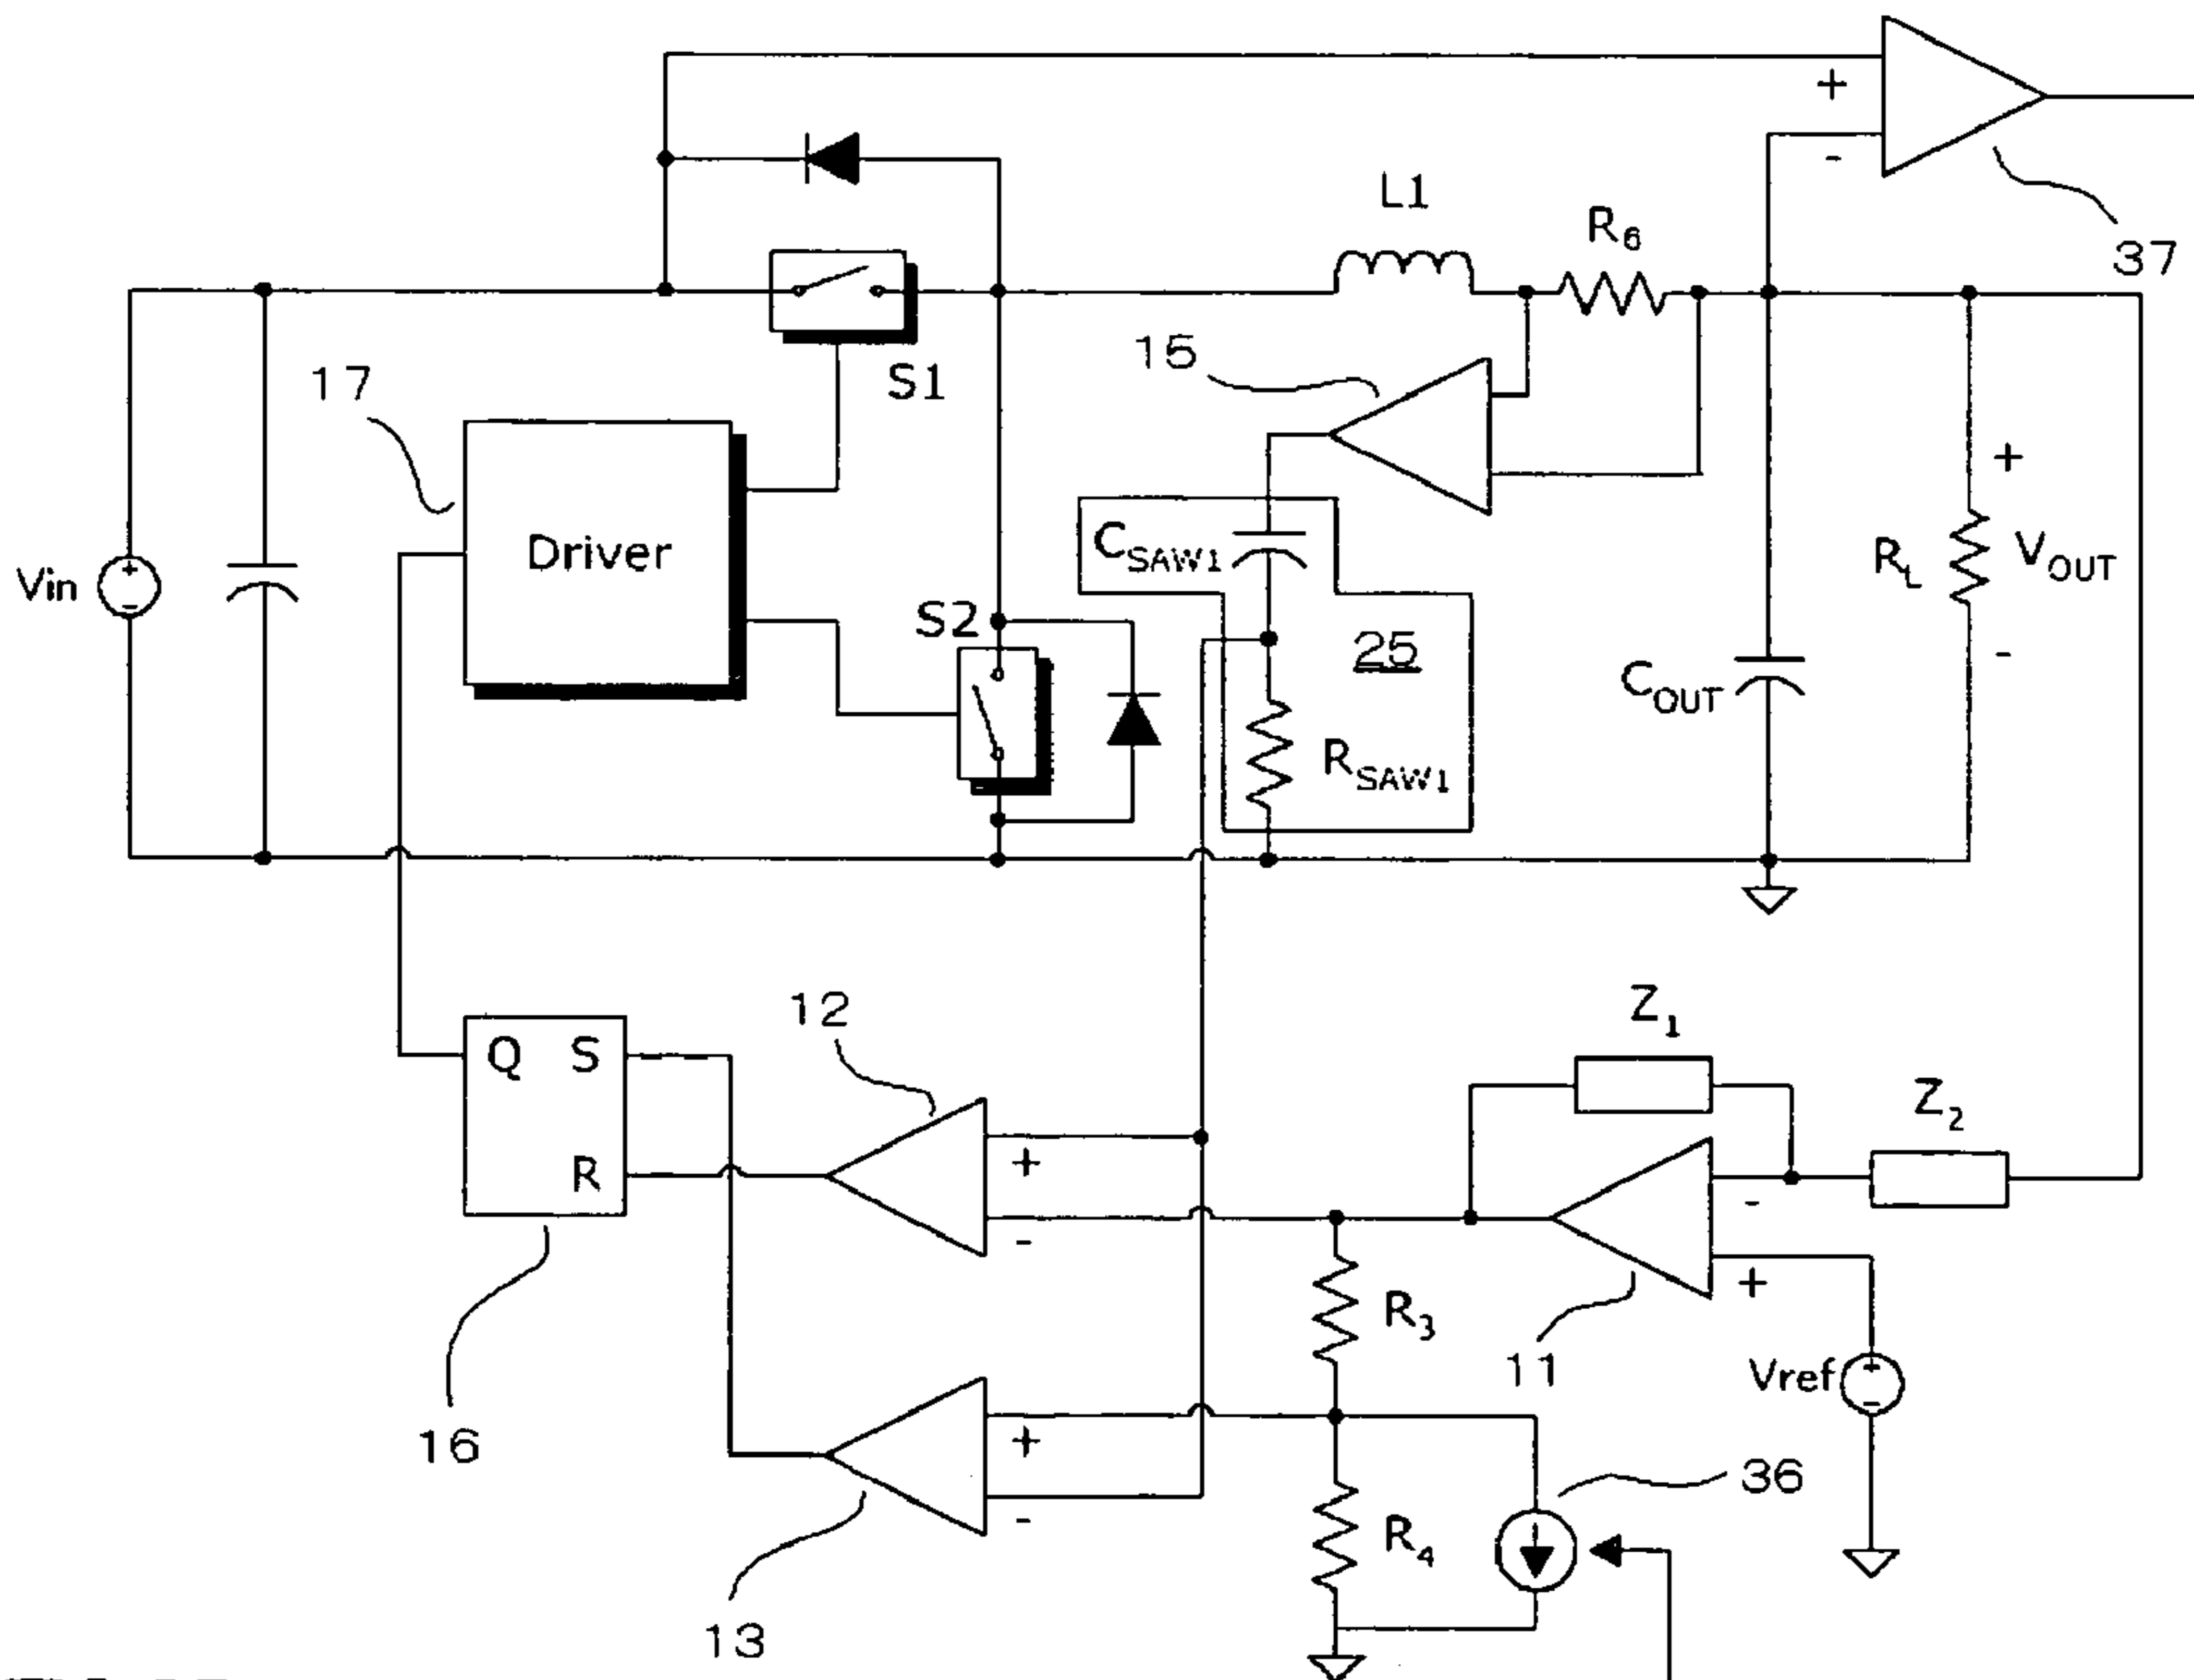 +
-
37
L1
R6
15
S1
17
Driver
Vin
+
-
CSAW1
25
RSAW1
S2
COUT
RL
+
VOUT
-
Q S
R
12
+
-
Z1
Z2
-
+
11
R3
Vref
+
-
16
13
+
-
R4
36